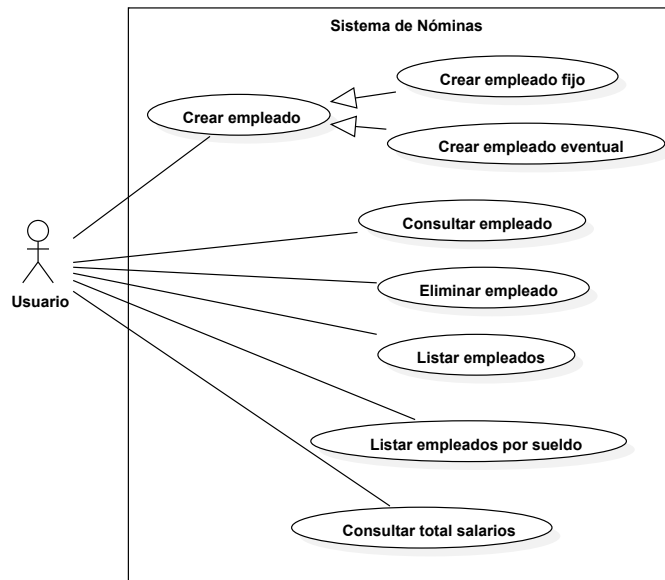 Sistema de Nóminas
Crear empleado fijo
Crear empleado
Crear empleado eventual
Consultar empleado
Eliminar empleado
Usuario
Listar empleados
Listar empleados por sueldo
Consultar total salarios